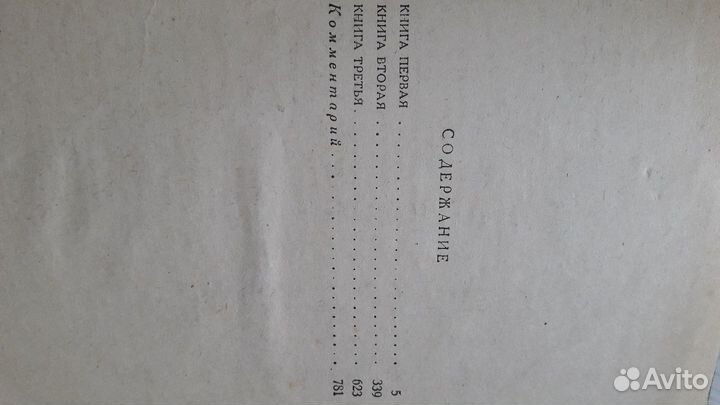 СОДЕРЖАНИЕ
КНИГА ПЕРВАЯ . . . . . . . . . . . . . . . . . . . . 5
КНИГА ВТОРАЯ . . . . . . . . . . . . . . . . . . . . 339
КНИГА ТРЕТЬЯ . . . . . . . . . . . . . . . . . . . . 623
Комментарий . . . . . . . . . . . . . . . . . . 781
Avito